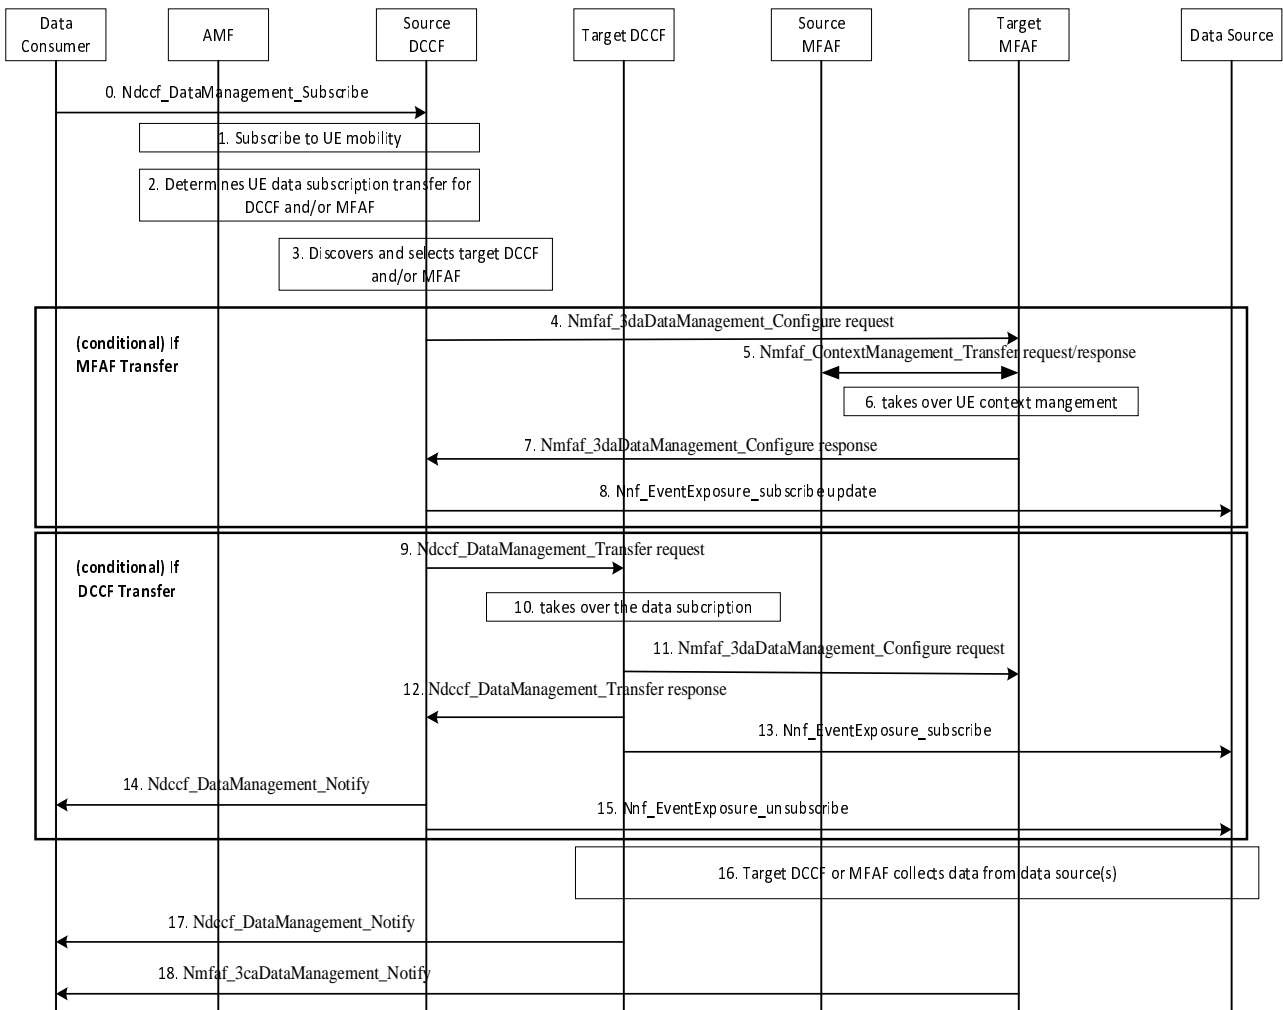 Data
Consumer
AMF
Source
DCCF
Target DCCF
Source
MFAF
Target
MFAF
Data Source
0. Ndccf_DataManagement_Subscribe
1. Subscribe to UE mobility
2. Determines UE data subscription transfer for
DCCF and/or MFAF
3. Discovers and selects target DCCF
and/or MFAF
(conditional) If
MFAF Transfer
4. Nmfaf_3daDataManagement_Configure request
5. Nmfaf_ContextManagement_Transfer request/response
6. takes over UE context mangement
7. Nmfaf_3daDataManagement_Configure response
8. Nnf_EventExposure_subscribe update
(conditional) If
DCCF Transfer
9. Ndccf_DataManagement_Transfer request
10. takes over the data subcription
11. Nmfaf_3daDataManagement_Configure request
12. Ndccf_DataManagement_Transfer response
13. Nnf_EventExposure_subscribe
14. Ndccf_DataManagement_Notify
15. Nnf_EventExposure_unsubscribe
16. Target DCCF or MFAF collects data from data source(s)
17. Ndccf_DataManagement_Notify
18. Nmfaf_3caDataManagement_Notify